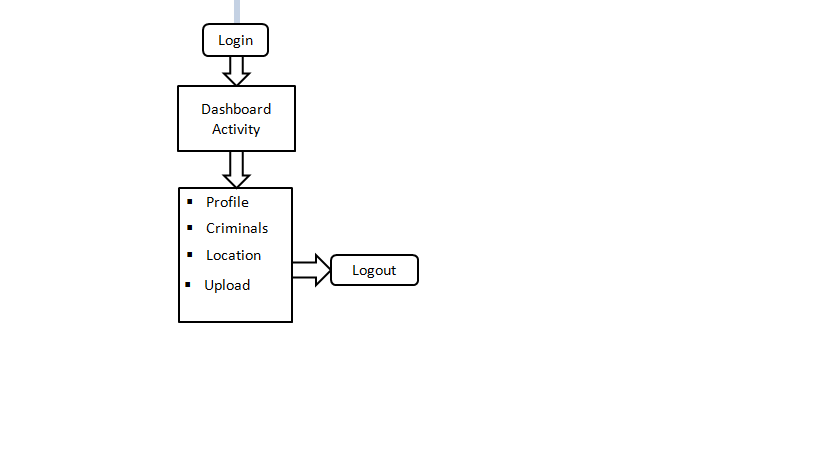 Login
Dashboard
Activity
▪ Profile
▪ Criminals
▪ Location
▪ Upload
Logout